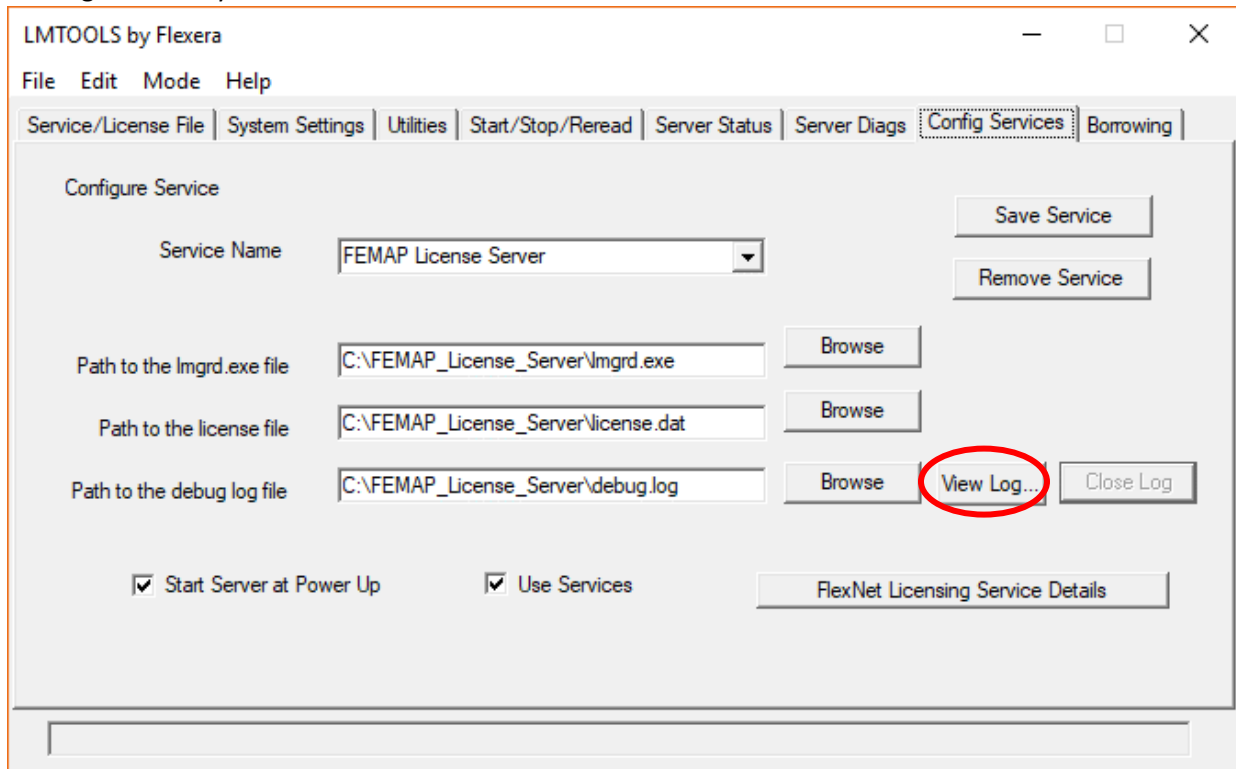 LMTOOLS by Flexera
File Edit Mode Help
Service/License File System Settings Utilities Start/Stop/Reread Server Status Server Diags Config Services Borrowing
Configure Service
Save Service
Service Name FEMAP License Server
Remove Service
Path to the lmgrd.exe file C:\FEMAP_License_Server\lmgrd.exe Browse
Path to the license file C:\FEMAP_License_Server\license.dat Browse
Path to the debug log file C:\FEMAP_License_Server\debug.log Browse View Log... Close Log
Start Server at Power Up Use Services FlexNet Licensing Service Details